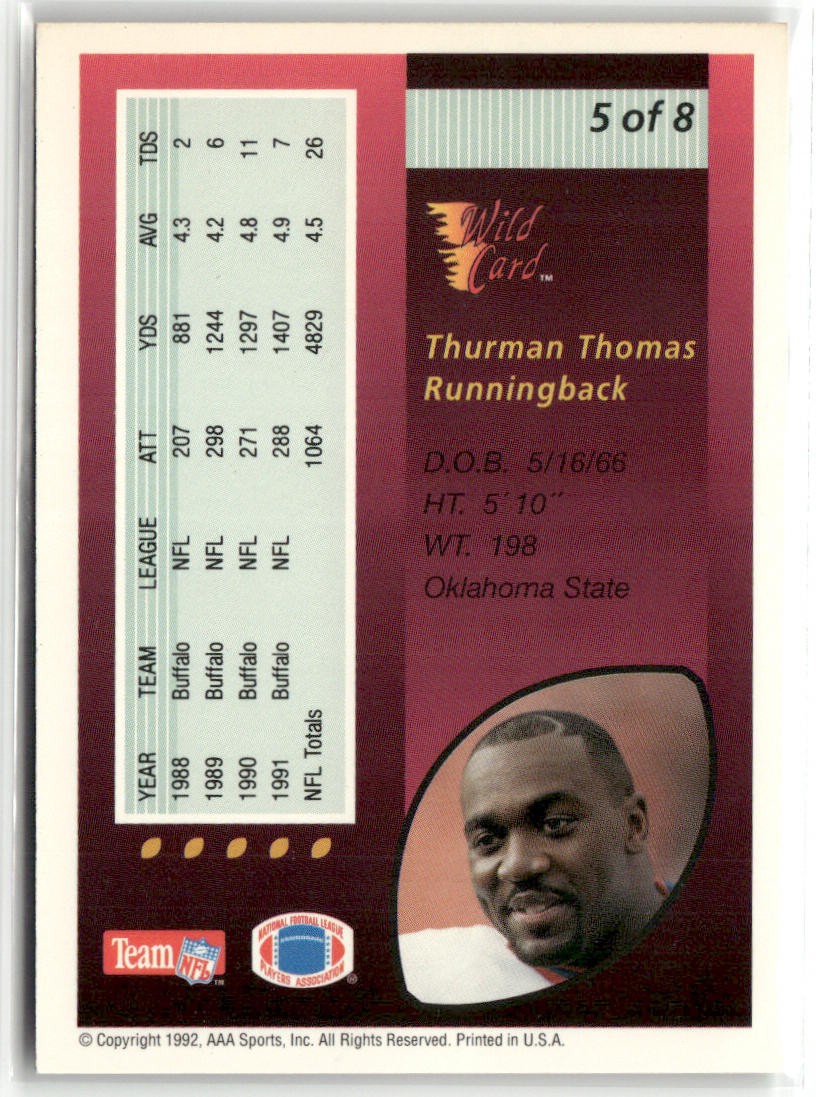 5 of 8
Wild
Card™
Thurman Thomas
Runningback
D.O.B. 5/16/66
HT. 5´10˝
WT. 198
Oklahoma State
YEAR TEAM LEAGUE ATT YDS AVG TDS
1988 Buffalo NFL 207 881 4.3 2
1989 Buffalo NFL 298 1244 4.2 6
1990 Buffalo NFL 271 1297 4.8 11
1991 Buffalo NFL 288 1407 4.9 7
NFL Totals 1064 4829 4.5 26
Team NFL™
NATIONAL FOOTBALL LEAGUE
PLAYERS ASSOCIATION ®
© Copyright 1992, AAA Sports, Inc. All Rights Reserved. Printed in U.S.A.